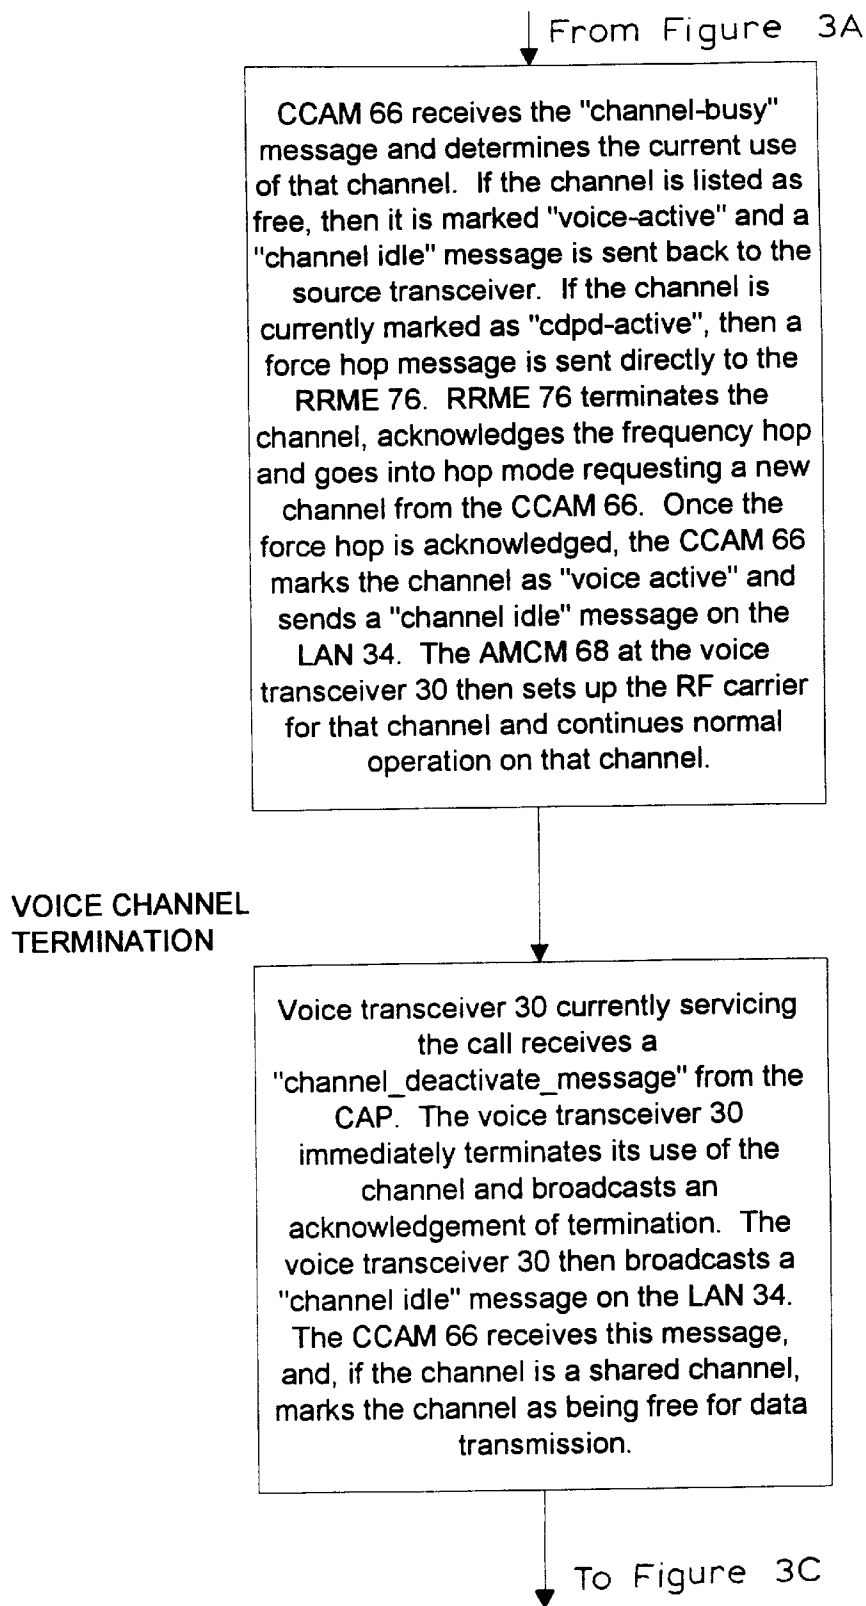 From Figure 3A
CCAM 66 receives the "channel-busy"
message and determines the current use
of that channel. If the channel is listed as
free, then it is marked "voice-active" and a
"channel idle" message is sent back to the
source transceiver. If the channel is
currently marked as "cdpd-active", then a
force hop message is sent directly to the
RRME 76. RRME 76 terminates the
channel, acknowledges the frequency hop
and goes into hop mode requesting a new
channel from the CCAM 66. Once the
force hop is acknowledged, the CCAM 66
marks the channel as "voice active" and
sends a "channel idle" message on the
LAN 34. The AMCM 68 at the voice
transceiver 30 then sets up the RF carrier
for that channel and continues normal
operation on that channel.
VOICE CHANNEL
TERMINATION
Voice transceiver 30 currently servicing
the call receives a
"channel_deactivate_message" from the
CAP. The voice transceiver 30
immediately terminates its use of the
channel and broadcasts an
acknowledgement of termination. The
voice transceiver 30 then broadcasts a
"channel idle" message on the LAN 34.
The CCAM 66 receives this message,
and, if the channel is a shared channel,
marks the channel as being free for data
transmission.
To Figure 3C